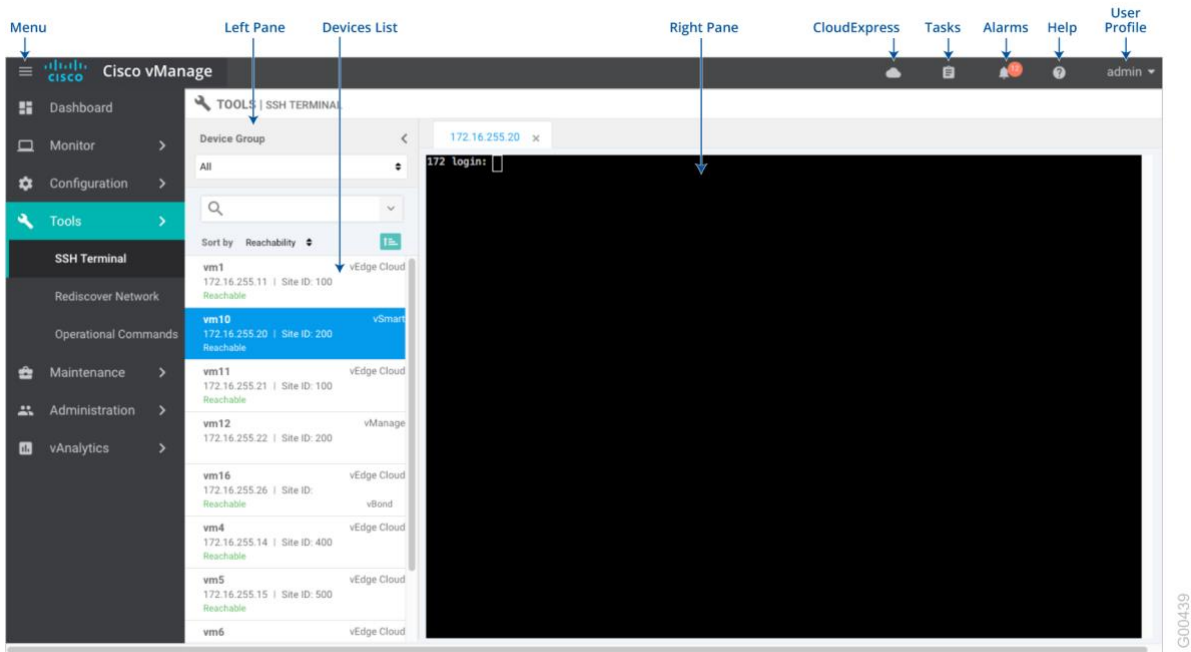 Menu Left Pane Devices List Right Pane CloudExpress Tasks Alarms Help User Profile
CISCO Cisco vManage admin
Dashboard
Monitor
Configuration
Tools
SSH Terminal
Rediscover Network
Operational Commands
Maintenance
Administration
vAnalytics
TOOLS | SSH TERMINAL
Device Group
All
Sort by Reachability
vm1 vEdge Cloud
172.16.255.11 | Site ID: 100
Reachable
vm10 vSmart
172.16.255.20 | Site ID: 200
Reachable
vm11 vEdge Cloud
172.16.255.21 | Site ID: 100
Reachable
vm12 vManage
172.16.255.22 | Site ID: 200
vm16 vEdge Cloud
172.16.255.26 | Site ID:
Reachable vBond
vm4 vEdge Cloud
172.16.255.14 | Site ID: 400
Reachable
vm5 vEdge Cloud
172.16.255.15 | Site ID: 500
Reachable
vm6 vEdge Cloud
172.16.255.20 x
172 login:
G00439